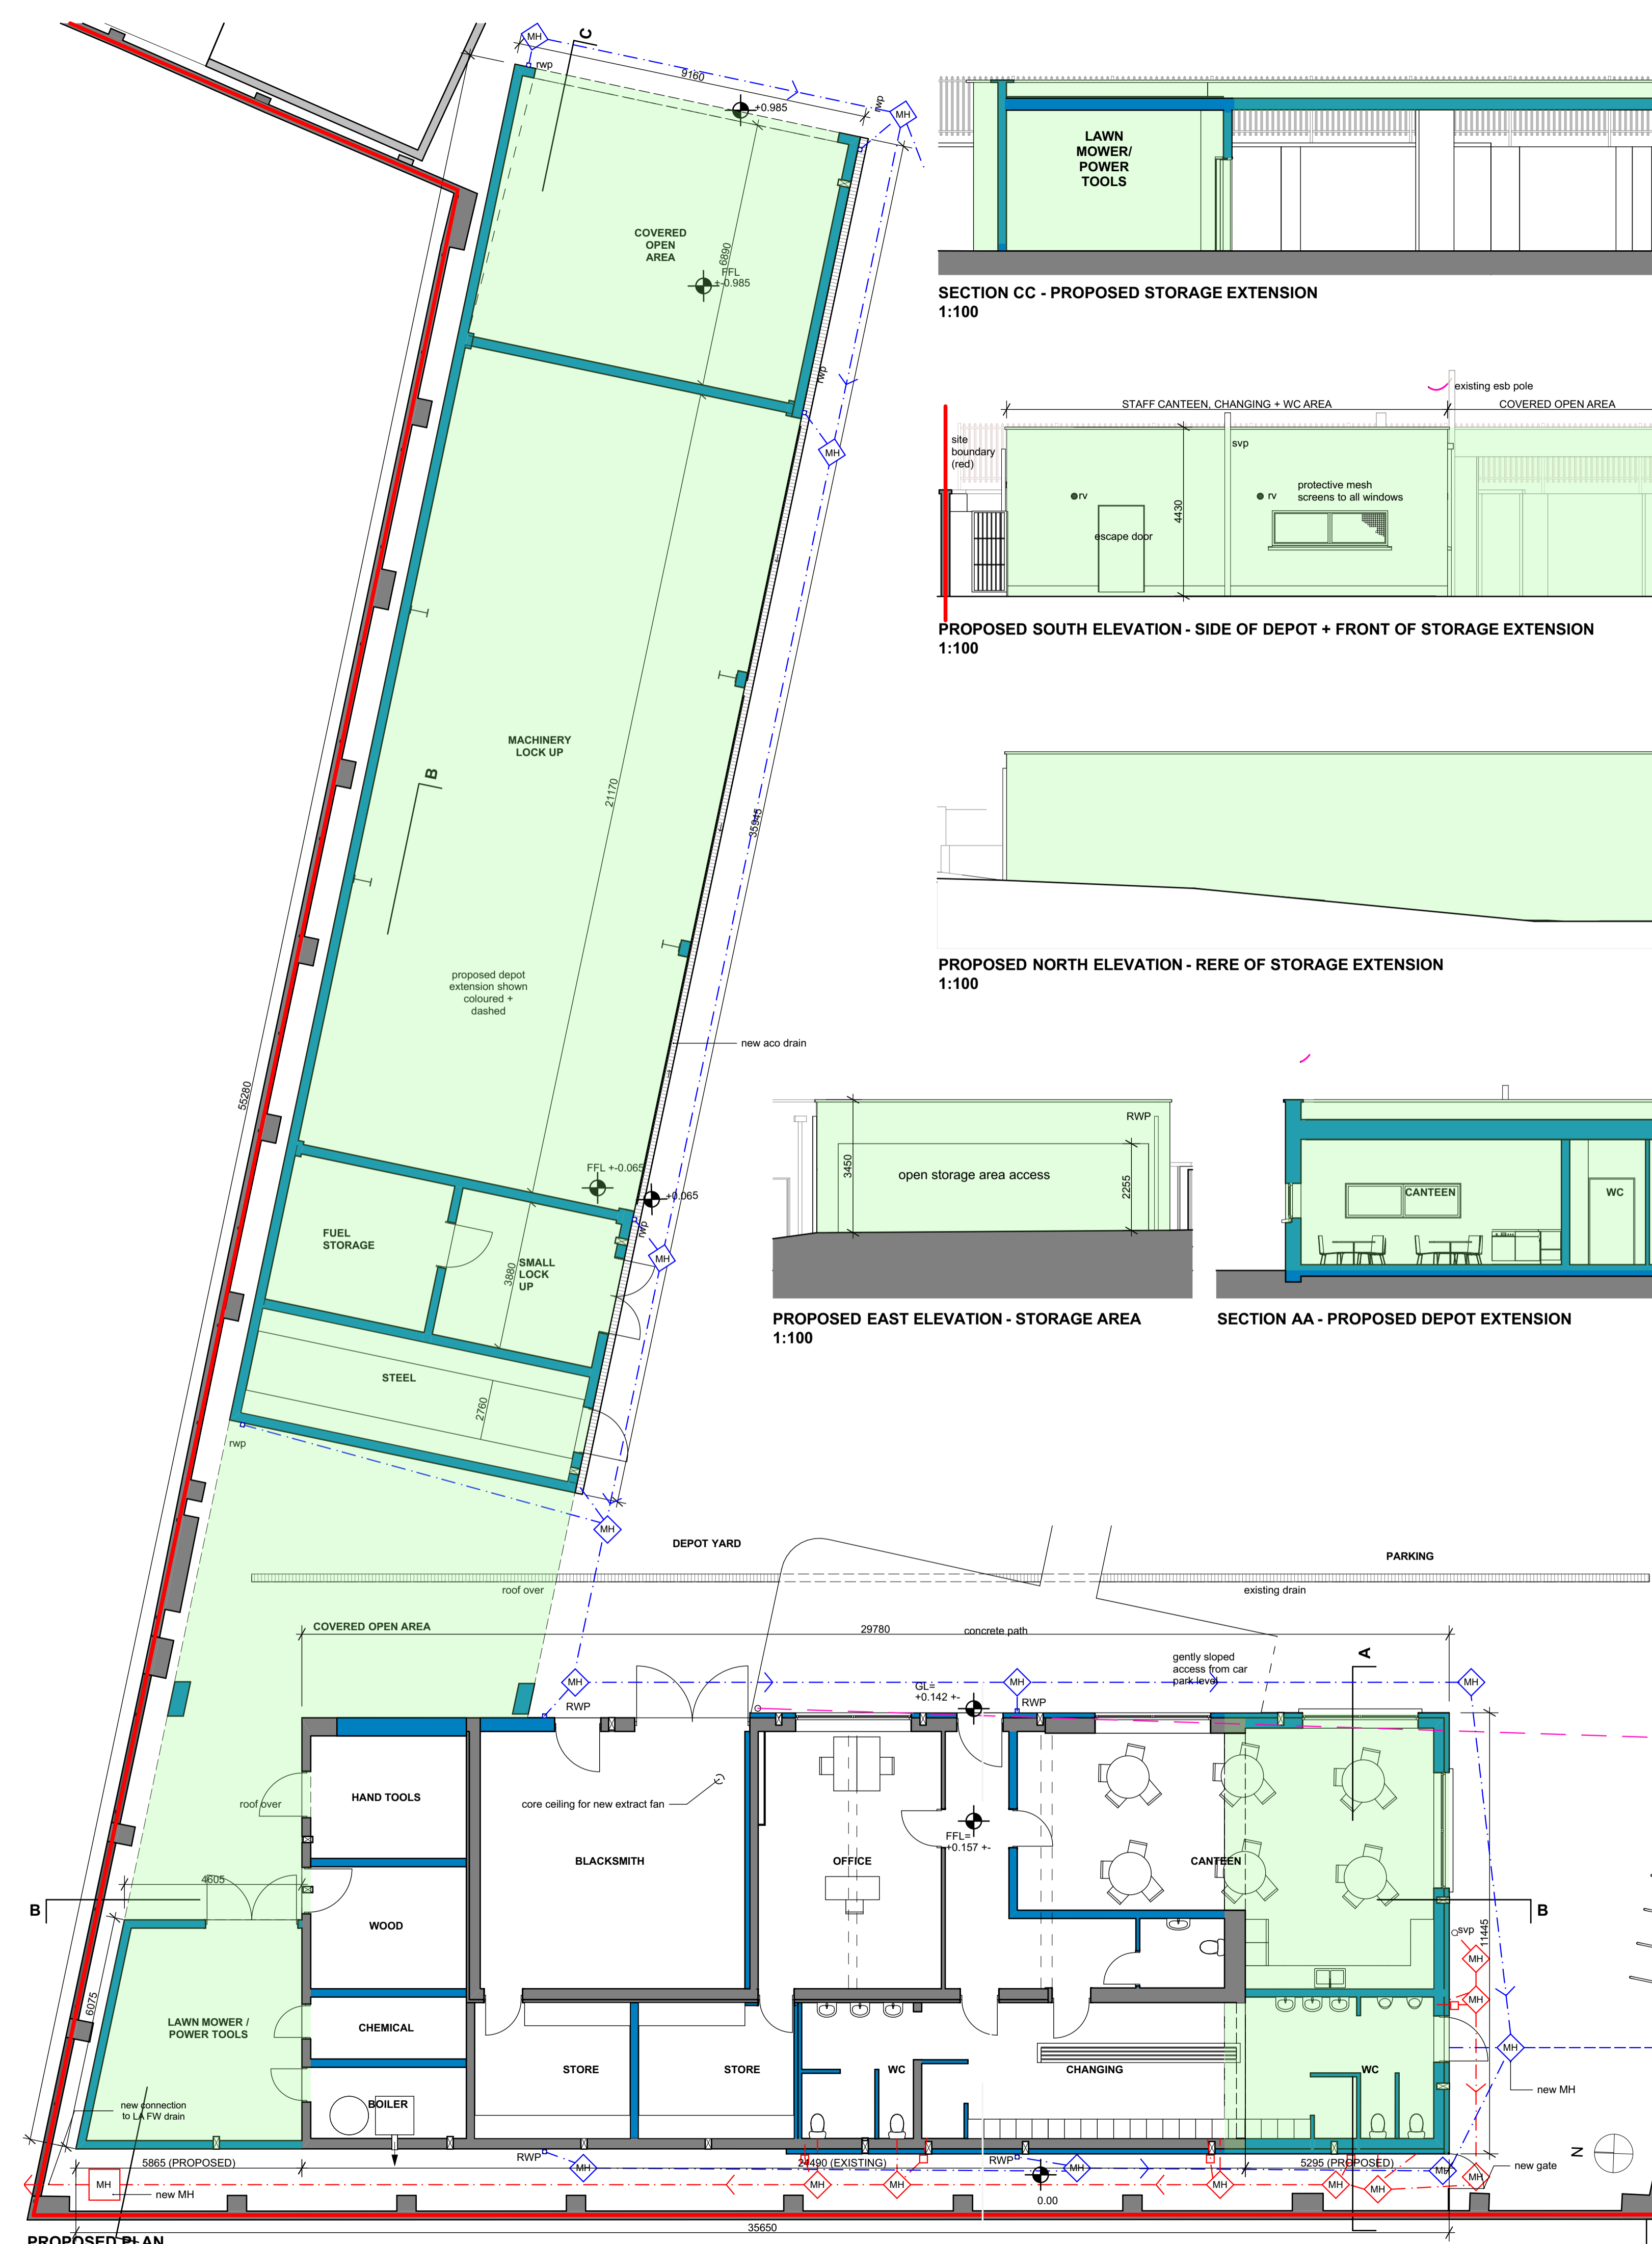 C
MH
rwp
9160
+0.985
rwp
MH
COVERED
OPEN
AREA
6890
FFL
+-0.985
rwp
MH
MACHINERY
LOCK UP
B
21170
35945
proposed depot
extension shown
coloured +
dashed
new aco drain
55280
FFL +-0.065
+0.065
rwp
MH
FUEL
STORAGE
SMALL
LOCK
UP
3880
STEEL
2760
rwp
MH
LAWN
MOWER/
POWER
TOOLS
SECTION CC - PROPOSED STORAGE EXTENSION
1:100
existing esb pole
STAFF CANTEEN, CHANGING + WC AREA
COVERED OPEN AREA
site
boundary
(red)
svp
rv
rv
protective mesh
screens to all windows
4430
escape door
PROPOSED SOUTH ELEVATION - SIDE OF DEPOT + FRONT OF STORAGE EXTENSION
1:100
PROPOSED NORTH ELEVATION - RERE OF STORAGE EXTENSION
1:100
RWP
3450
open storage area access
2255
PROPOSED EAST ELEVATION - STORAGE AREA
1:100
CANTEEN
WC
SECTION AA - PROPOSED DEPOT EXTENSION
DEPOT YARD
PARKING
roof over
existing drain
COVERED OPEN AREA
29780
concrete path
gently sloped
access from car
park level
A
MH
RWP
GL=
+0.142 +-
MH
RWP
MH
HAND TOOLS
roof over
core ceiling for new extract fan
FFL=
+0.157 +-
BLACKSMITH
OFFICE
CANTEEN
4605
B
WOOD
B
svp
11445
MH
MH
6075
LAWN MOWER /
POWER TOOLS
CHEMICAL
STORE
STORE
WC
CHANGING
WC
MH
new MH
BOILER
new connection
to LA FW drain
5865 (PROPOSED)
RWP
MH
24490 (EXISTING)
RWP
MH
5295 (PROPOSED)
MH
MH
new gate
N
MH
new MH
MH
MH
0.00
MH
MH
MH
35650
PROPOSED PLAN